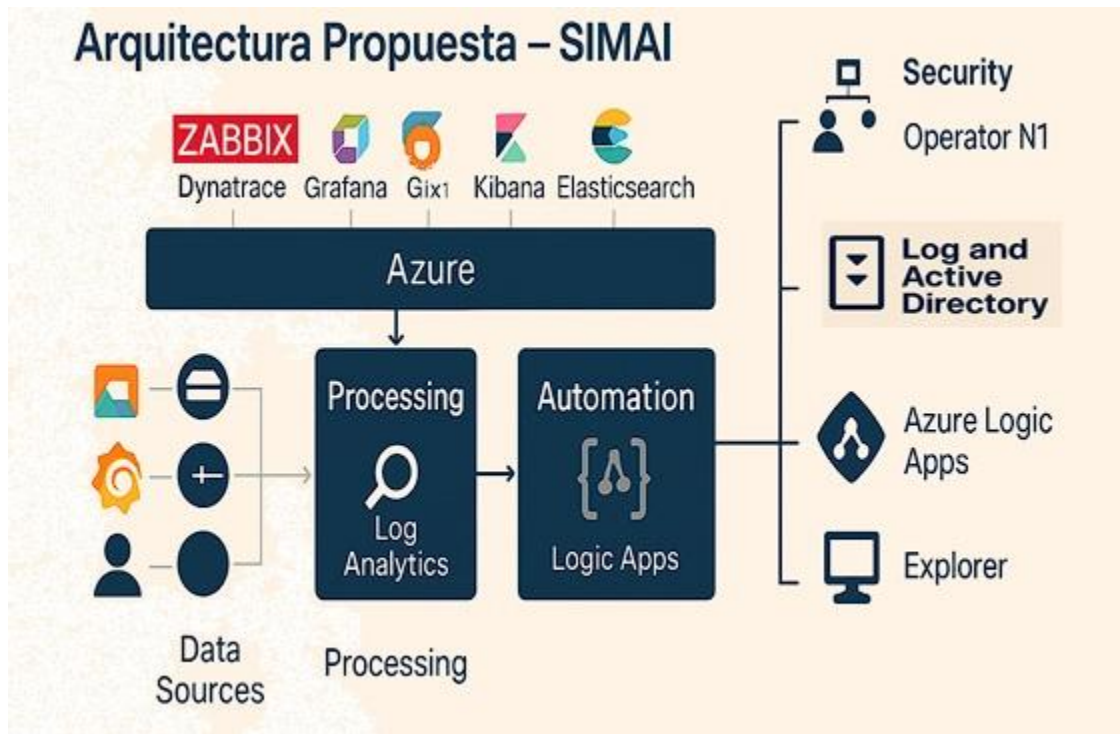 Arquitectura Propuesta – SIMAI
ZABBIX
Dynatrace Grafana Gix1 Kibana Elasticsearch
Azure
Processing
Log
Analytics
Automation
Logic Apps
Data
Sources
Processing
Security
Operator N1
Log and
Active
Directory
Azure Logic
Apps
Explorer